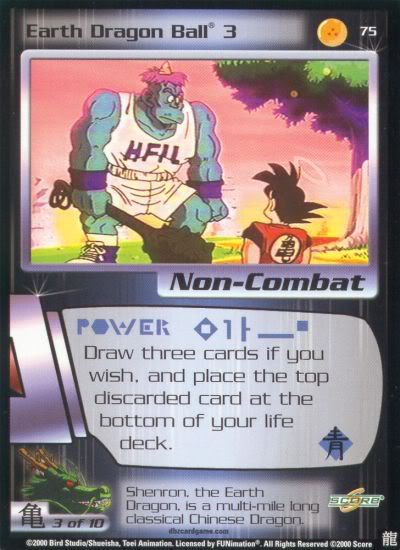 Earth Dragon Ball® 3
75
HFIL
亀
Non-Combat
POWER
Draw three cards if you
wish, and place the top
discarded card at the
bottom of your life
deck.
青
Shenron, the Earth
Dragon, is a multi-mile long
classical Chinese Dragon.
SCORE
亀 3 of 10
dbzcardgame.com
龍
©2000 Bird Studio/Shueisha, Toei Animation. Licensed by FUNimation®. All Rights Reserved ©2000 Score